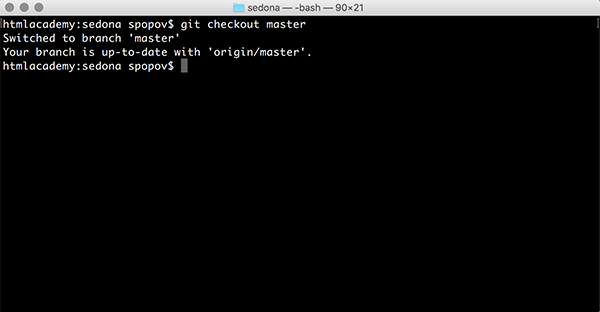 sedona — -bash — 90×21
htmlacademy:sedona spopov$ git checkout master
Switched to branch 'master'
Your branch is up-to-date with 'origin/master'.
htmlacademy:sedona spopov$